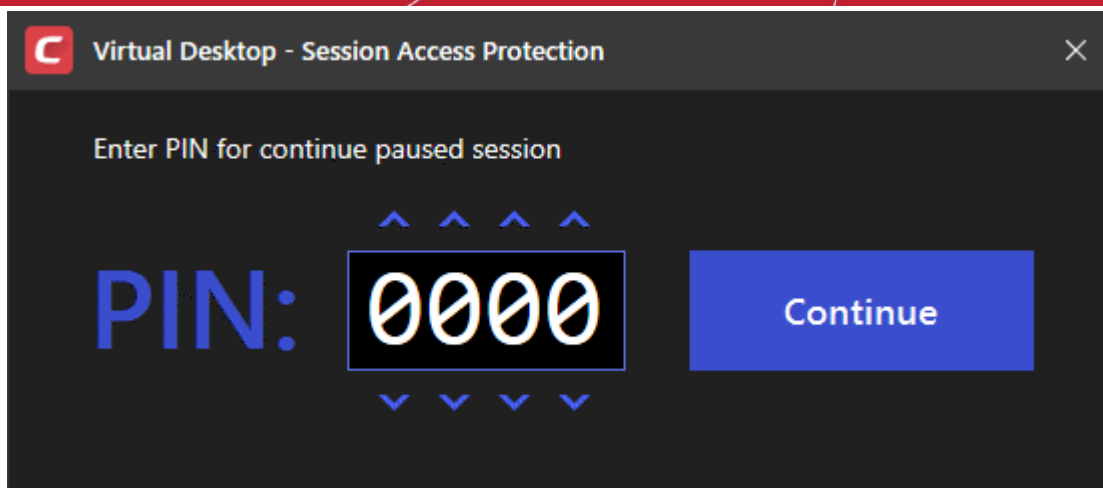 Virtual Desktop - Session Access Protection
Enter PIN for continue paused session
PIN: 0000 Continue